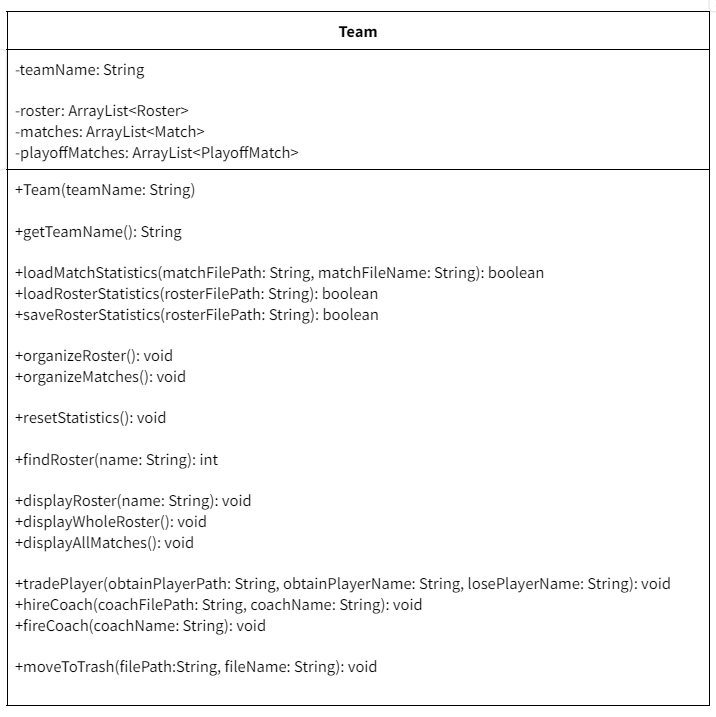 Team
-teamName: String
-roster: ArrayList<Roster>
-matches: ArrayList<Match>
-playoffMatches: ArrayList<PlayoffMatch>
+Team(teamName: String)
+getTeamName(): String
+loadMatchStatistics(matchFilePath: String, matchFileName: String): boolean
+loadRosterStatistics(rosterFilePath: String): boolean
+saveRosterStatistics(rosterFilePath: String): boolean
+organizeRoster(): void
+organizeMatches(): void
+resetStatistics(): void
+findRoster(name: String): int
+displayRoster(name: String): void
+displayWholeRoster(): void
+displayAllMatches(): void
+tradePlayer(obtainPlayerPath: String, obtainPlayerName: String, losePlayerName: String): void
+hireCoach(coachFilePath: String, coachName: String): void
+fireCoach(coachName: String): void
+moveToTrash(filePath:String, fileName: String): void